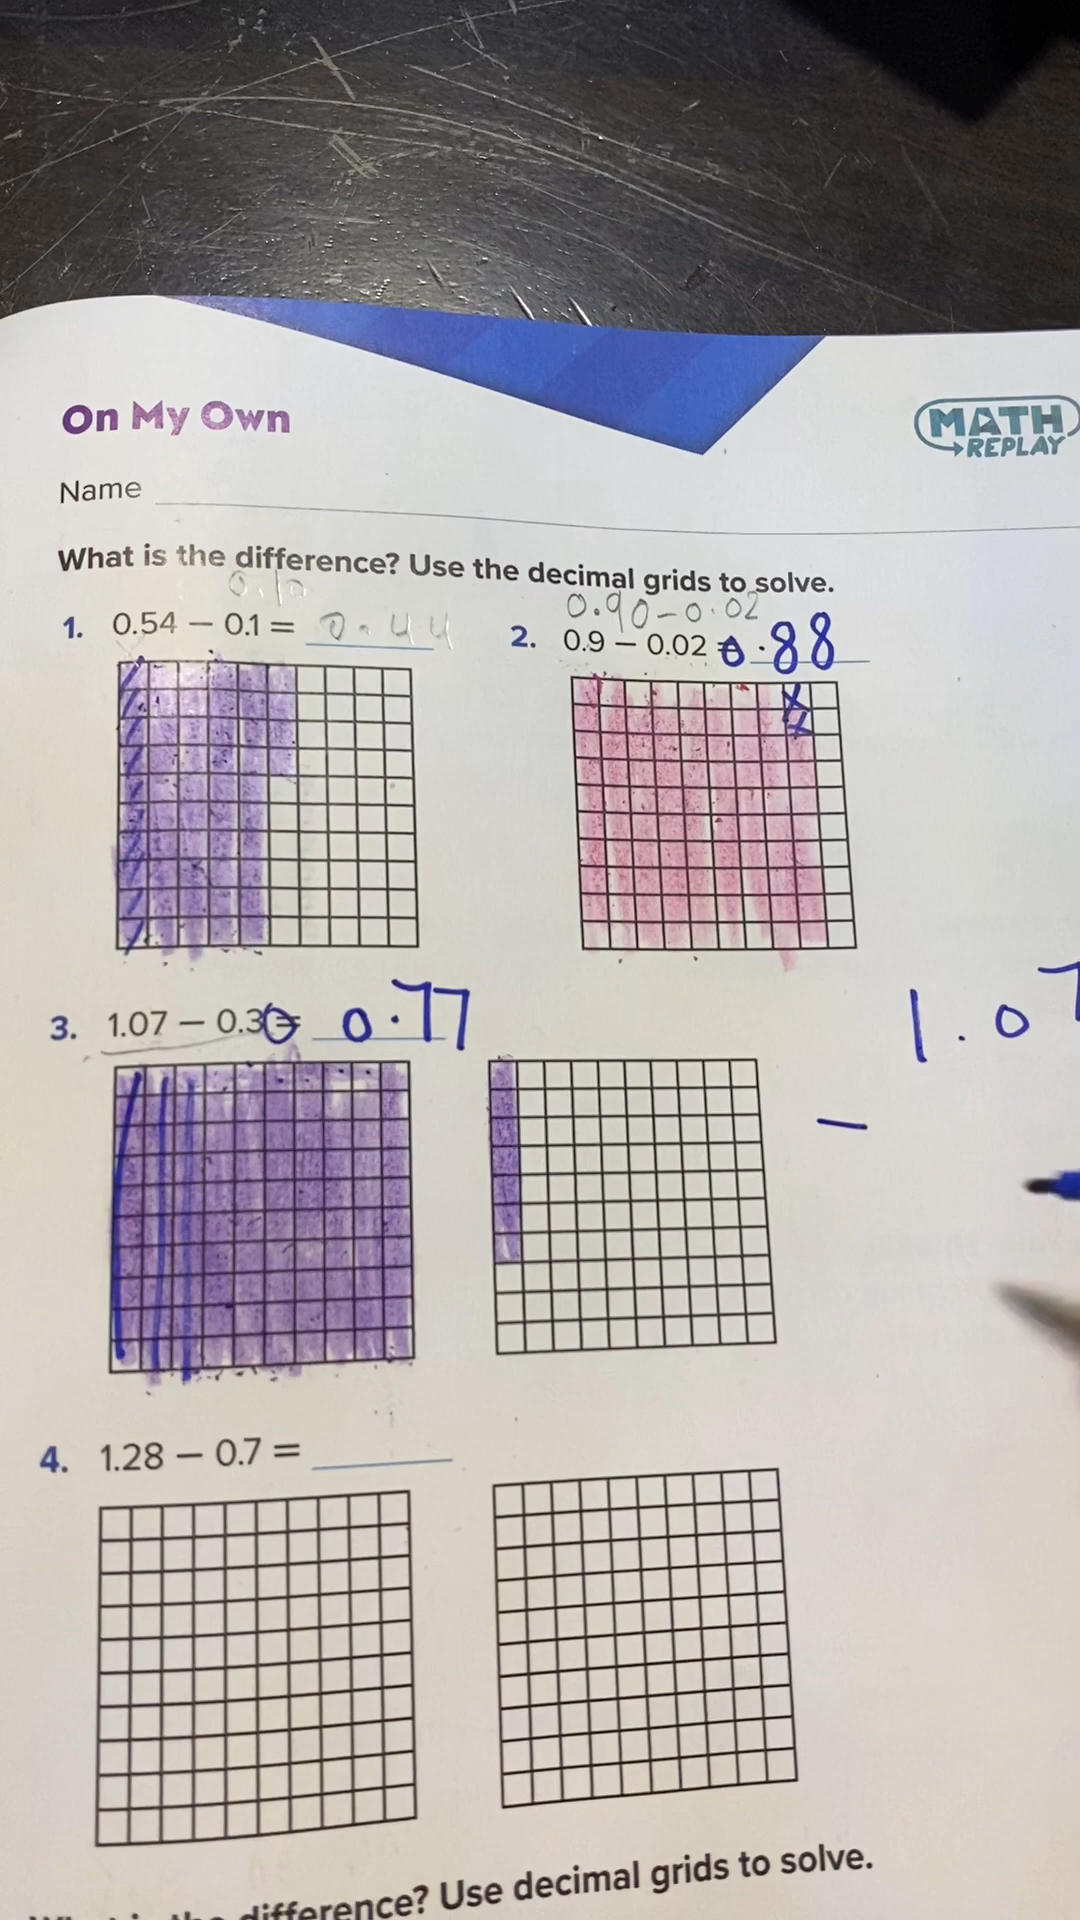 On My Own
MATH
REPLAY
Name
What is the difference? Use the decimal grids to solve.
0.10
1. 0.54 – 0.1 = 0.44
0.90-0.02
2. 0.9 – 0.02 0.88
3. 1.07 – 0.30= 0.77
1.07
–
4. 1.28 – 0.7 =
difference? Use decimal grids to solve.